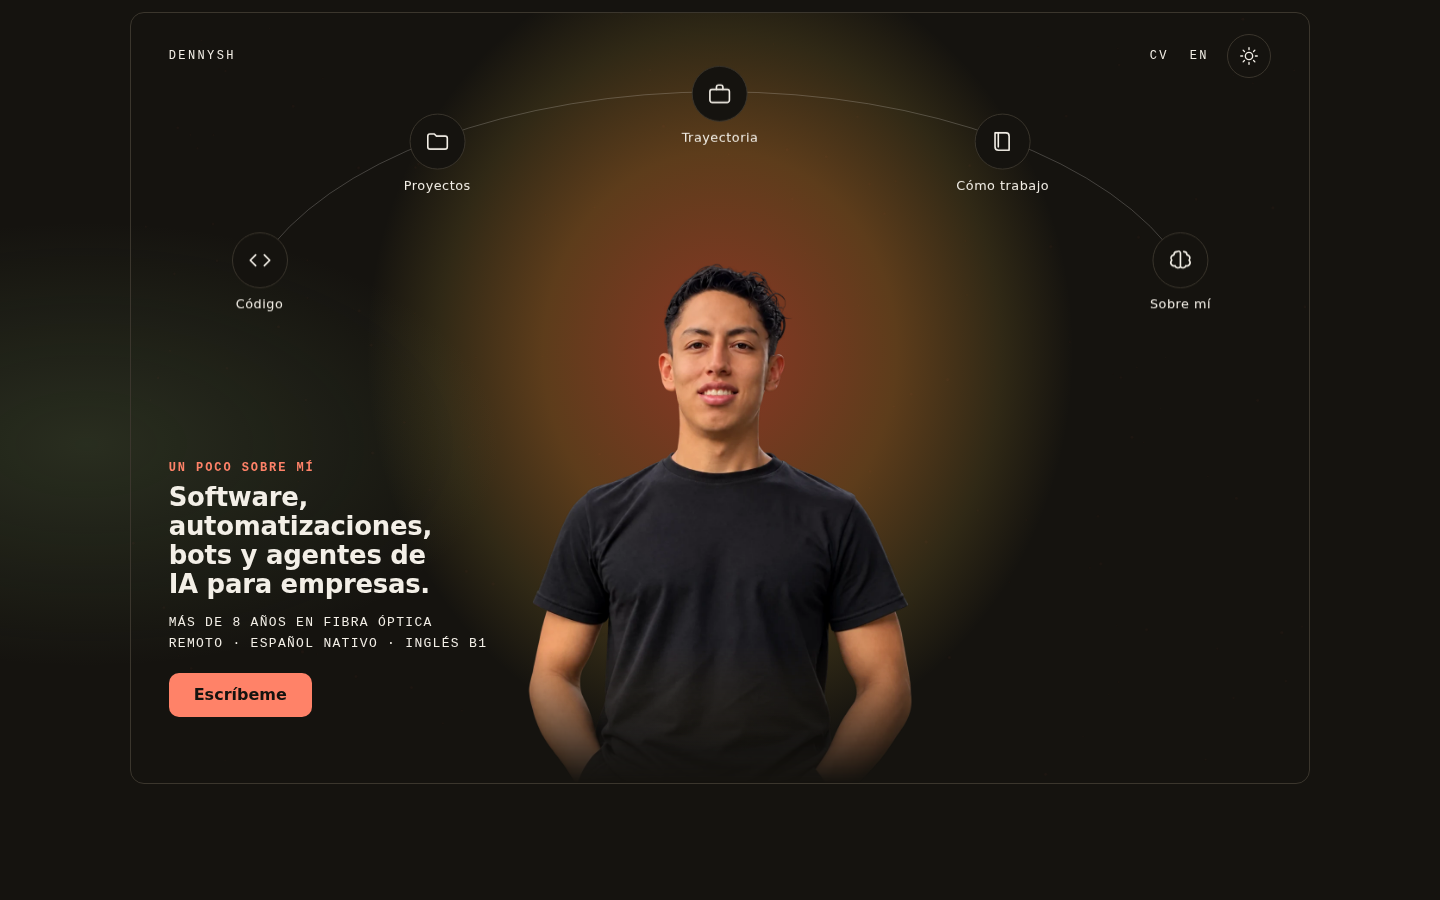 DENNYSH
CV EN
Trayectoria
Proyectos
Cómo trabajo
Código
Sobre mí
UN POCO SOBRE MÍ
Software,
automatizaciones,
bots y agentes de
IA para empresas.
MÁS DE 8 AÑOS EN FIBRA ÓPTICA
REMOTO · ESPAÑOL NATIVO · INGLÉS B1
Escríbeme